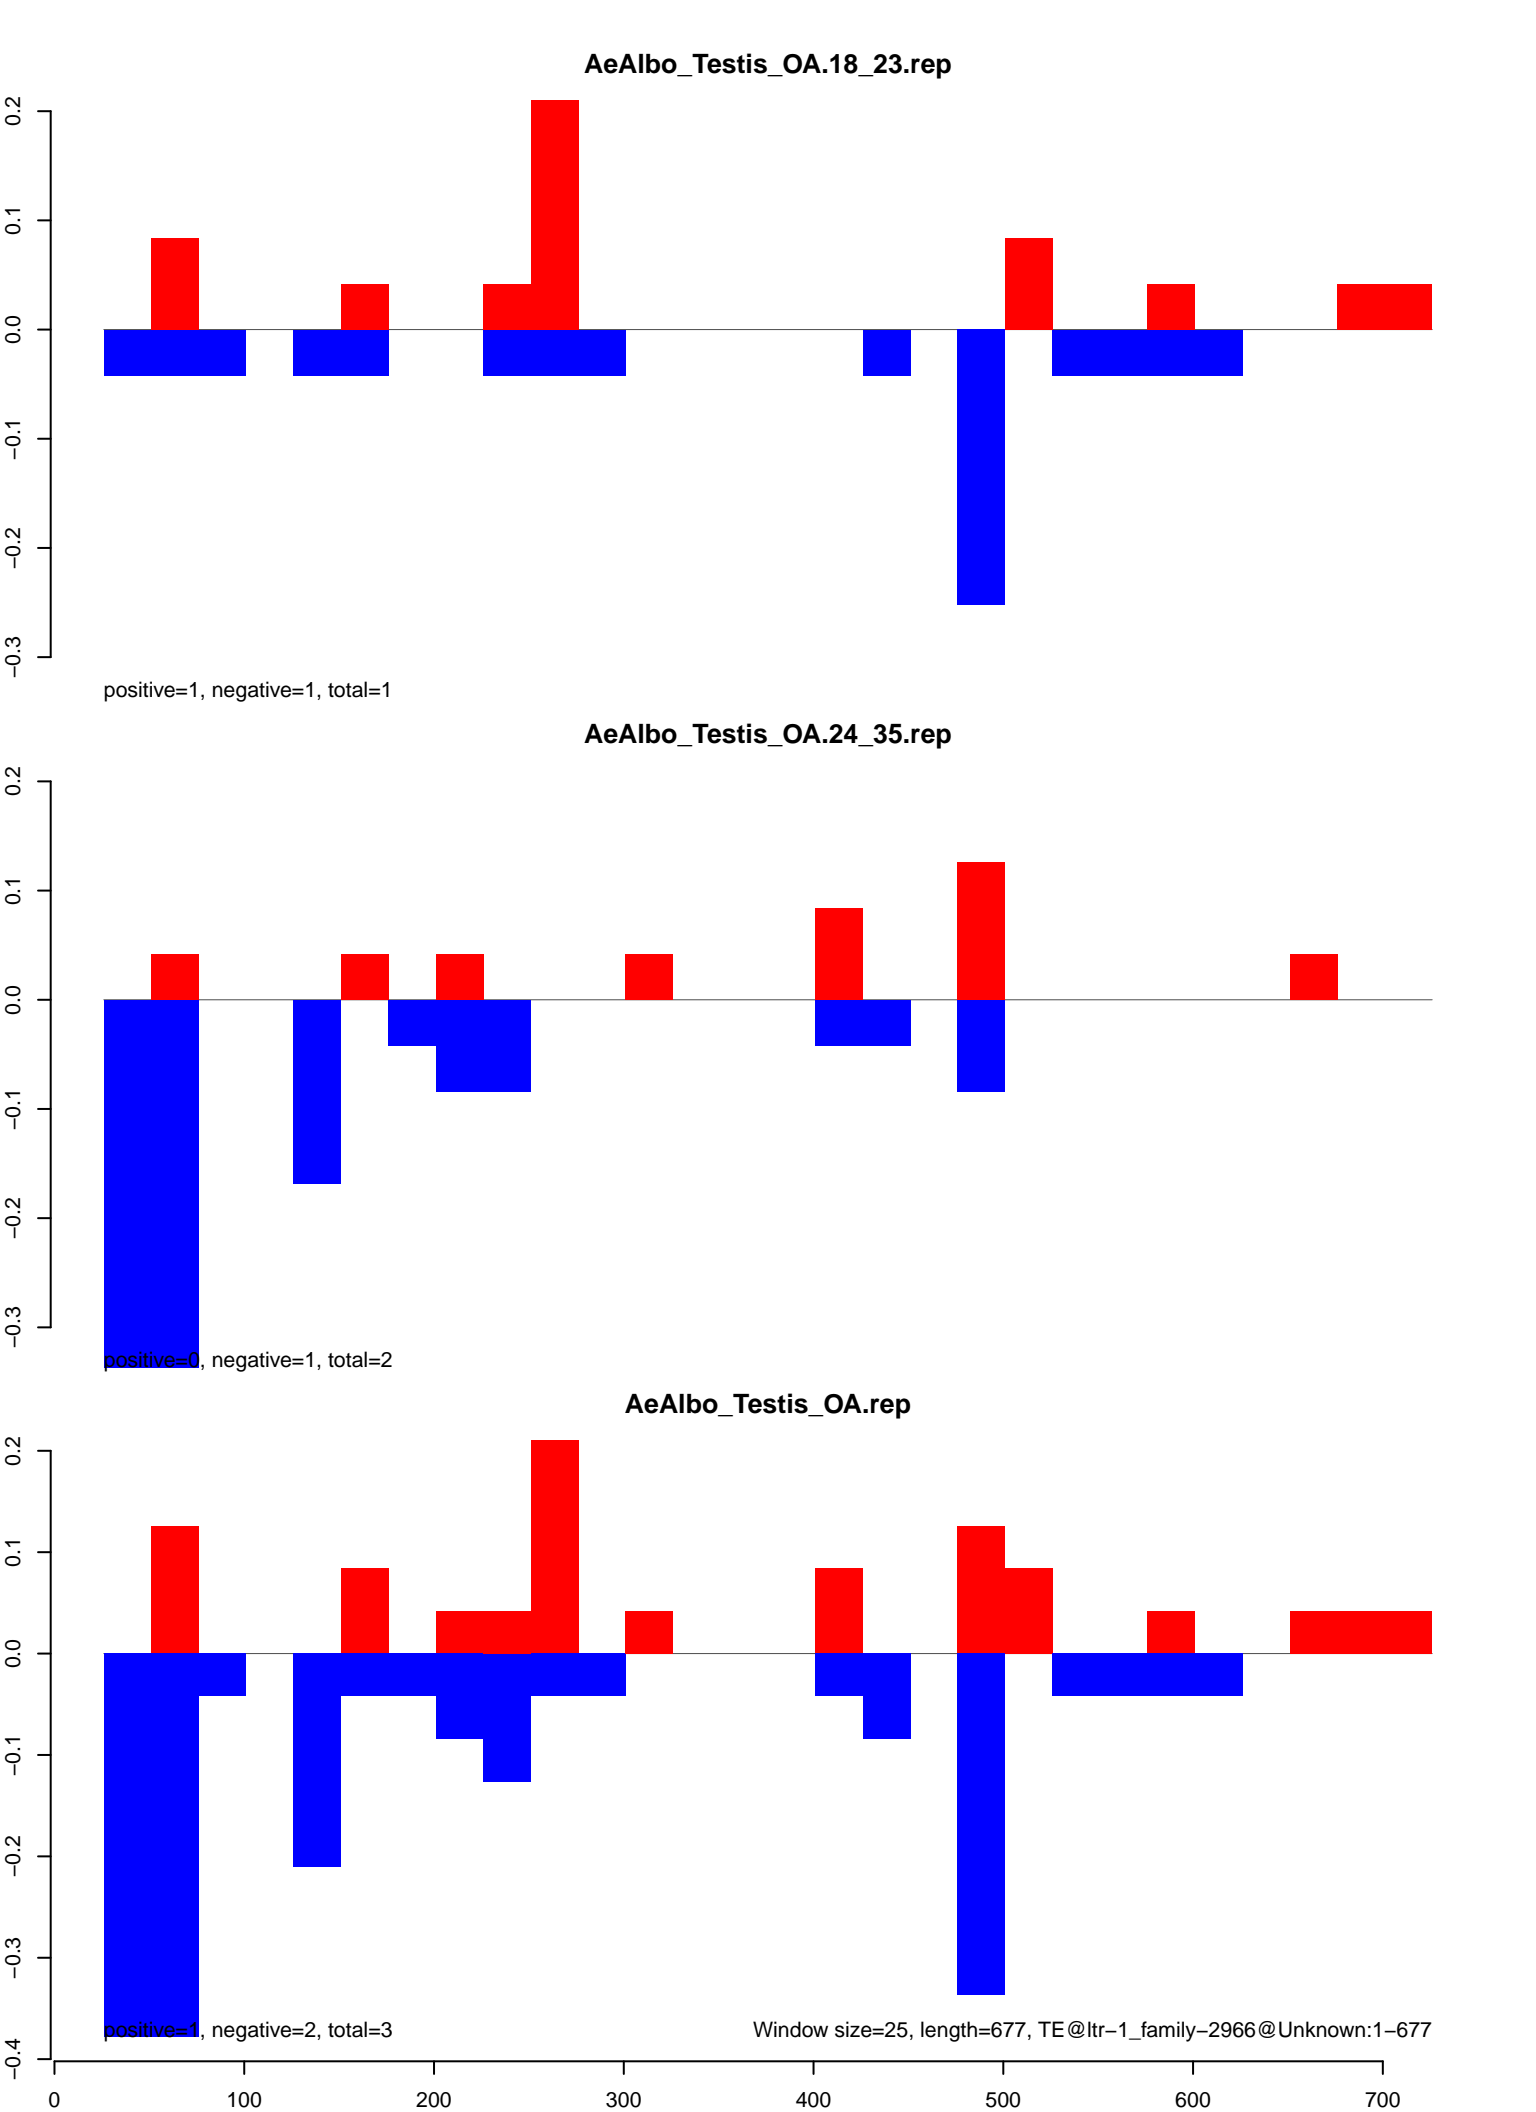 AeAlbo_Testis_OA.18_23.rep
0.2
0.1
0.0
−0.1
−0.2
−0.3
positive=1, negative=1, total=1
AeAlbo_Testis_OA.24_35.rep
0.2
0.1
0.0
−0.1
−0.2
−0.3
positive=0, negative=1, total=2
AeAlbo_Testis_OA.rep
0.2
0.1
0.0
−0.1
−0.2
−0.3
−0.4
positive=1, negative=2, total=3
Window size=25, length=677, TE@ltr−1_family−2966@Unknown:1−677
0 100 200 300 400 500 600 700